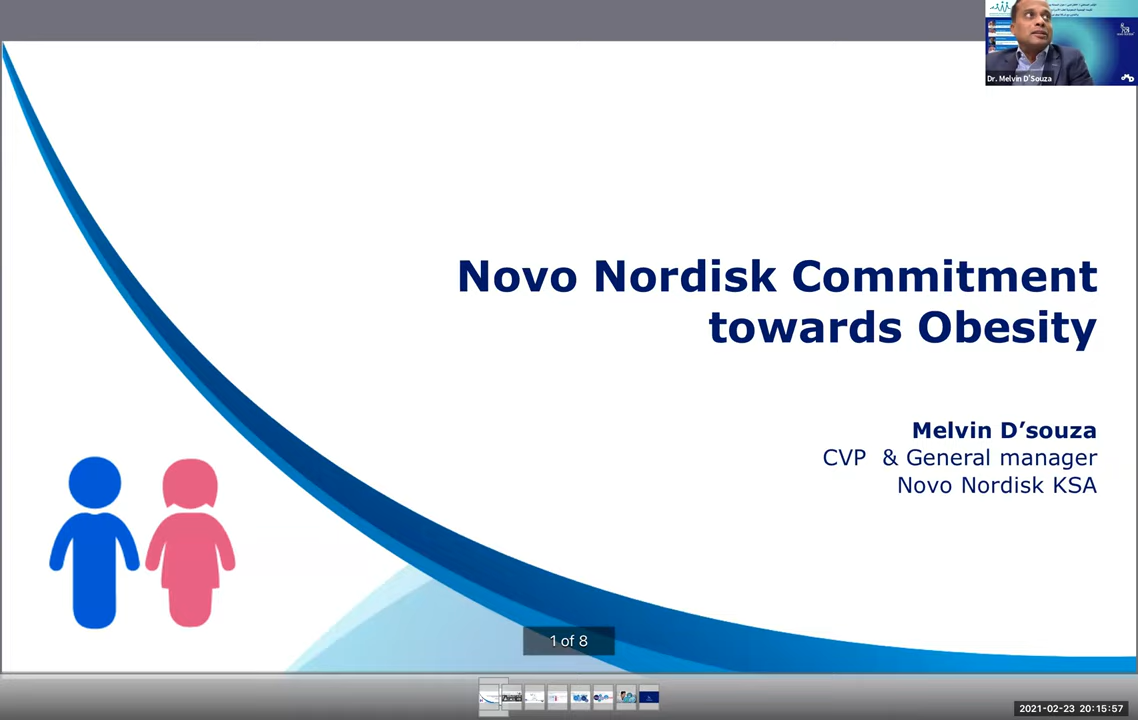 Dr. Melvin D'Souza
Novo Nordisk Commitment
towards Obesity
Melvin D’souza
CVP & General manager
Novo Nordisk KSA
1 of 8
2021-02-23 20:15:57